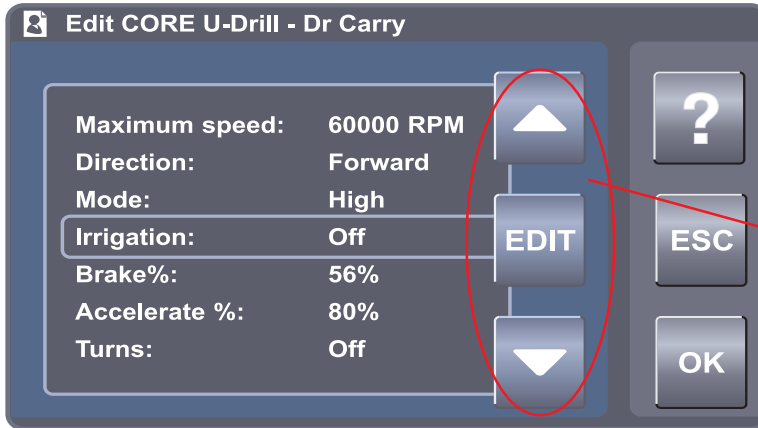 Edit CORE U-Drill - Dr Carry
Maximum speed: 60000 RPM
Direction: Forward
Mode: High
Irrigation: Off
Brake%: 56%
Accelerate %: 80%
Turns: Off
EDIT
?
ESC
OK